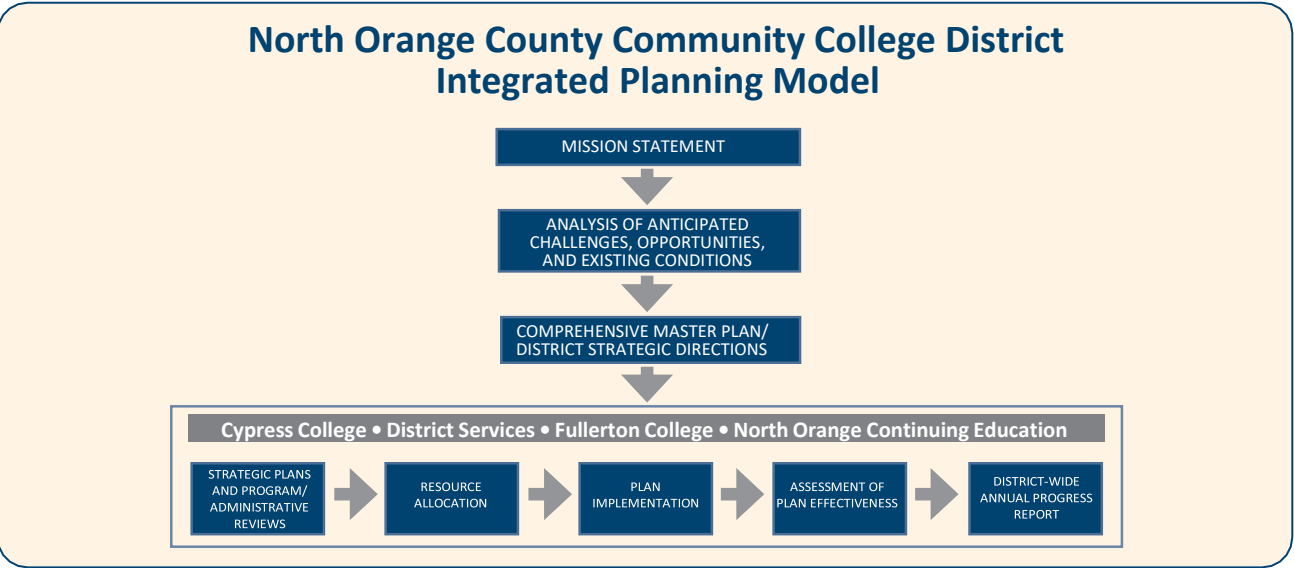 North Orange County Community College District
Integrated Planning Model
MISSION STATEMENT
ANALYSIS OF ANTICIPATED
CHALLENGES, OPPORTUNITIES,
AND EXISTING CONDITIONS
COMPREHENSIVE MASTER PLAN/
DISTRICT STRATEGIC DIRECTIONS
Cypress College • District Services • Fullerton College • North Orange Continuing Education
STRATEGIC PLANS
AND PROGRAM/
ADMINISTRATIVE
REVIEWS
RESOURCE
ALLOCATION
PLAN
IMPLEMENTATION
ASSESSMENT OF
PLAN EFFECTIVENESS
DISTRICT-WIDE
ANNUAL PROGRESS
REPORT